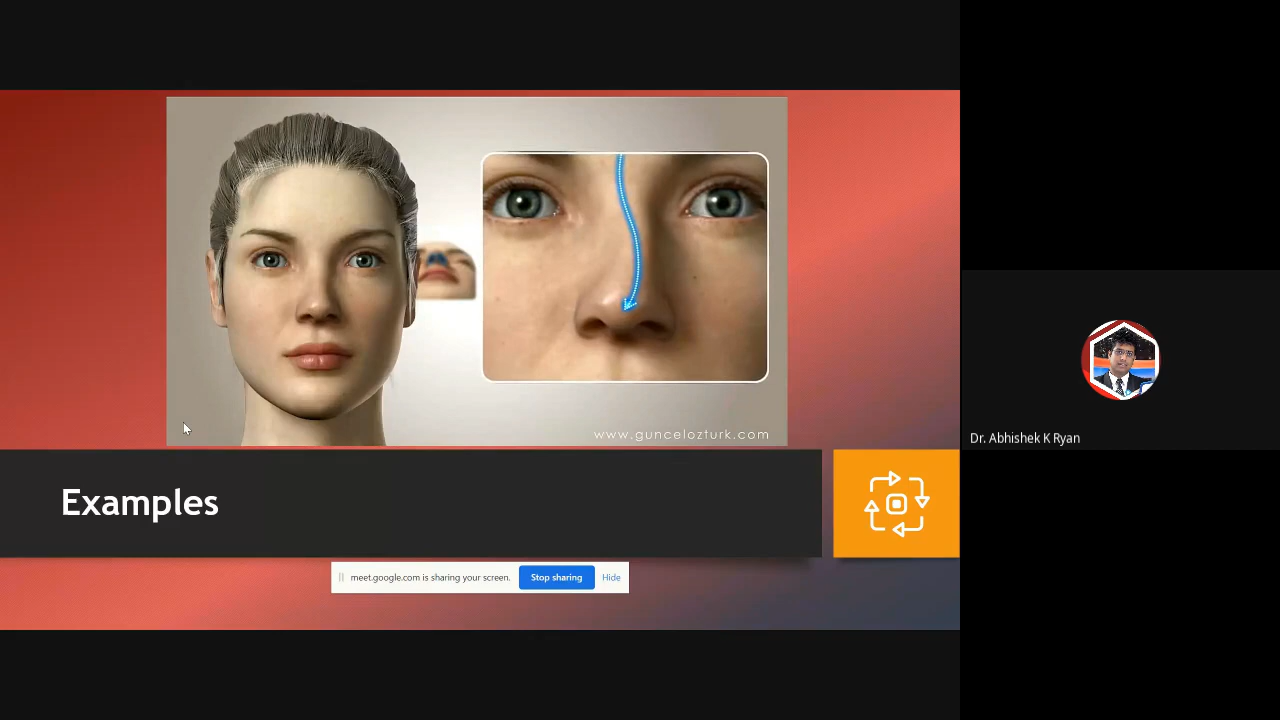 www.guncelozturk.com
Examples
meet.google.com is sharing your screen. Stop sharing Hide
Dr. Abhishek K Ryan